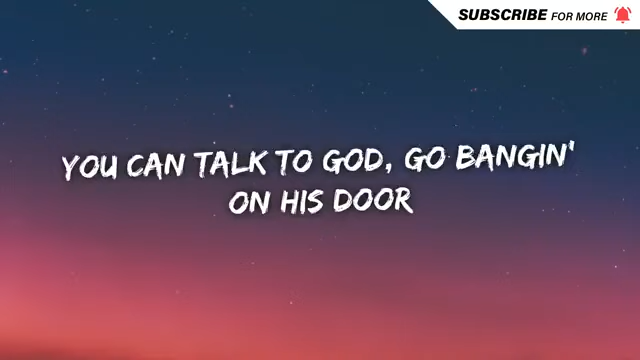 SUBSCRIBE FOR MORE
YOU CAN TALK TO GOD, GO BANGIN'
ON HIS DOOR